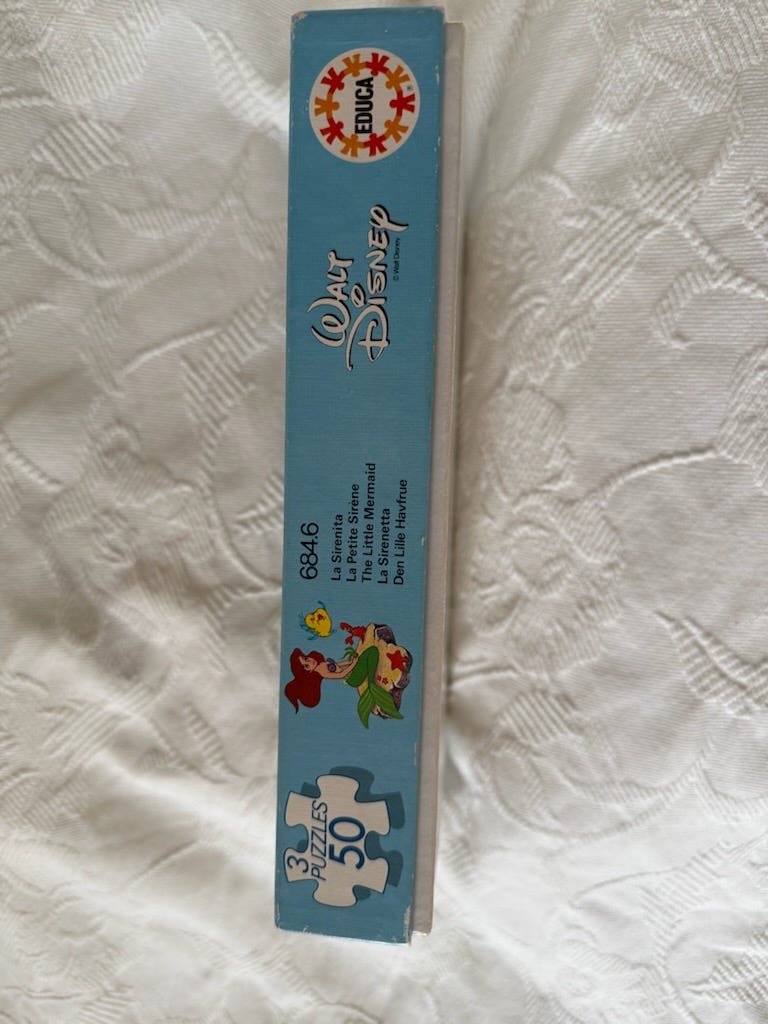 3
PUZZLES
50
684.6
La Sirenita
La Petite Sirène
The Little Mermaid
La Sirenetta
Den Lille Havfrue
WALT
DISNEY
© Walt Disney
EDUCA
®